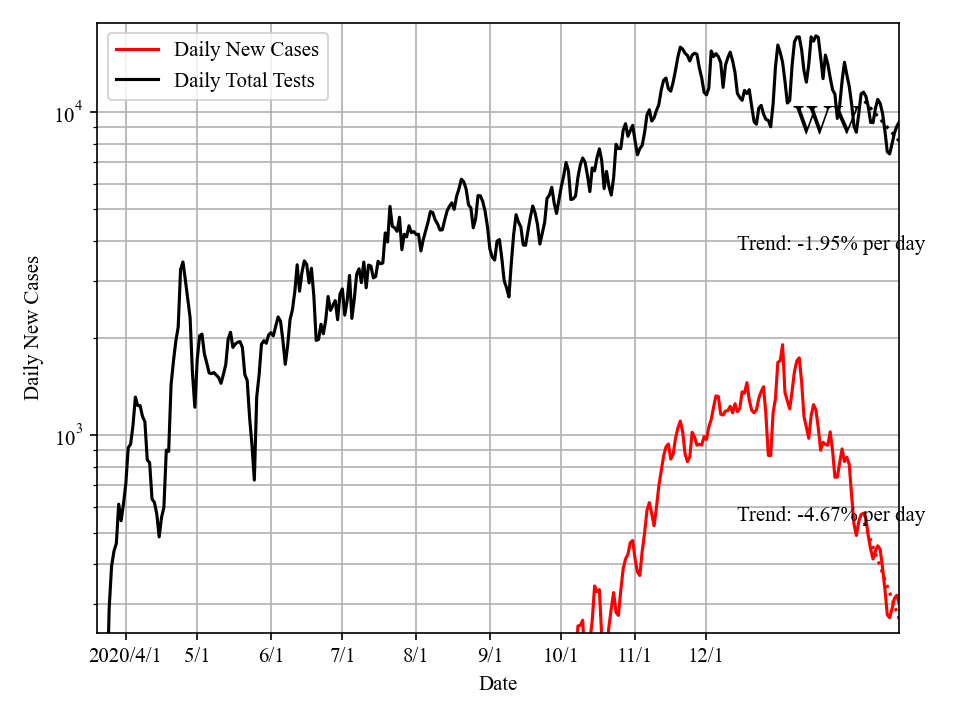 Daily New Cases
Daily Total Tests
10^4
WV
Trend: -1.95% per day
Daily New Cases
10^3
Trend: -4.67% per day
2020/4/1 5/1 6/1 7/1 8/1 9/1 10/1 11/1 12/1
Date